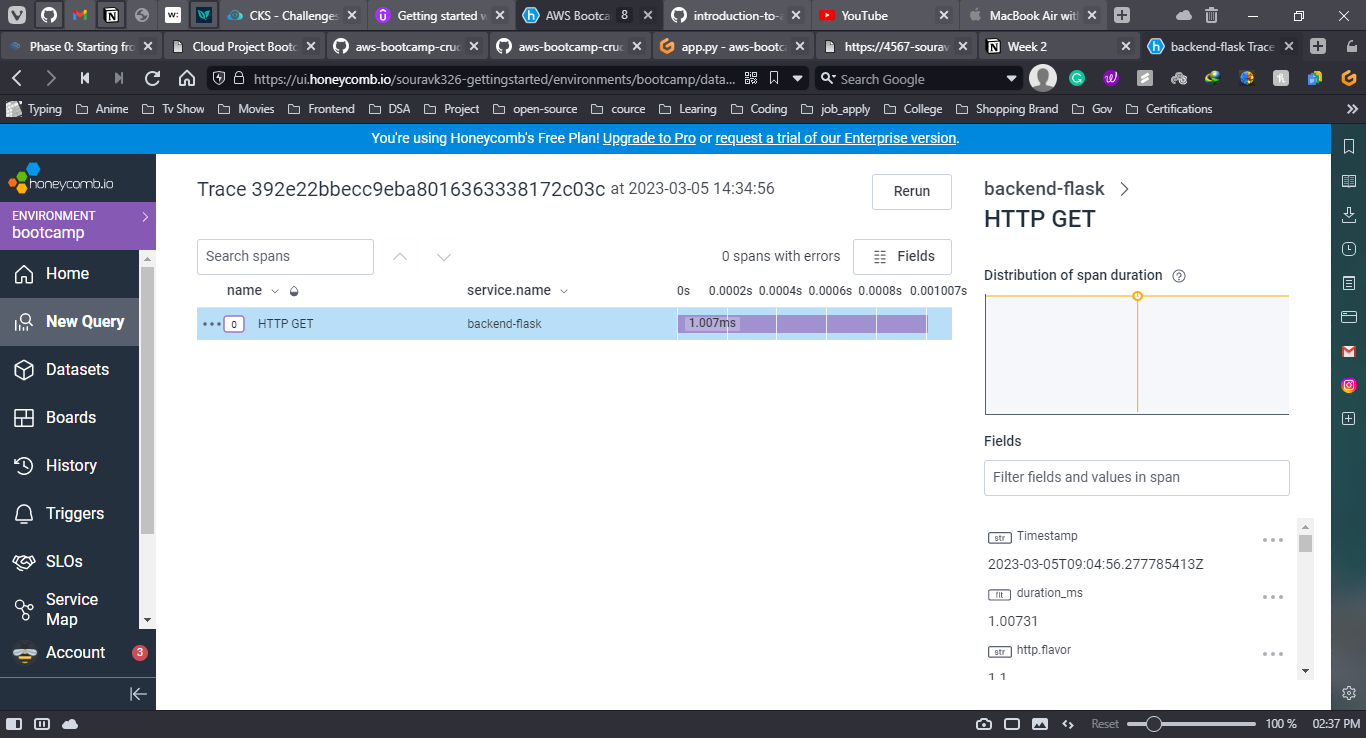 CKS - Challenges
Getting started w
AWS Bootca
8
introduction-to-a
YouTube
MacBook Air with
Phase 0: Starting fro
Cloud Project Bootc
aws-bootcamp-cruc
aws-bootcamp-cruc
app.py - aws-bootc
https://4567-sourav
Week 2
backend-flask Trace
https://ui.honeycomb.io/souravk326-gettingstarted/environments/bootcamp/data...
Search Google
Typing
Anime
Tv Show
Movies
Frontend
DSA
Project
open-source
cource
Learing
Coding
job_apply
College
Shopping Brand
Gov
Certifications
You're using Honeycomb's Free Plan! Upgrade to Pro or request a trial of our Enterprise version.
honeycomb.io
ENVIRONMENT
bootcamp
Home
New Query
Datasets
Boards
History
Triggers
SLOs
Service
Map
Account
3
Trace 392e22bbecc9eba8016363338172c03c at 2023-03-05 14:34:56
Rerun
Search spans
0 spans with errors
Fields
name
service.name
0s
0.0002s
0.0004s
0.0006s
0.0008s
0.001007s
0
HTTP GET
backend-flask
1.007ms
backend-flask
HTTP GET
Distribution of span duration
Fields
Filter fields and values in span
str Timestamp
2023-03-05T09:04:56.277785413Z
flt duration_ms
1.00731
str http.flavor
1.1
Reset
100 %
02:37 PM